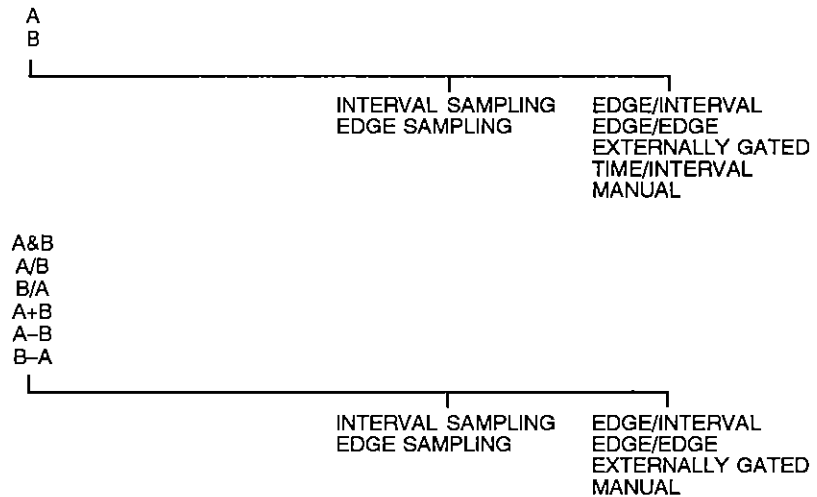 A
B
INTERVAL SAMPLING EDGE/INTERVAL
EDGE SAMPLING EDGE/EDGE
EXTERNALLY GATED
TIME/INTERVAL
MANUAL
A&B
A/B
B/A
A+B
A–B
B–A
INTERVAL SAMPLING EDGE/INTERVAL
EDGE SAMPLING EDGE/EDGE
EXTERNALLY GATED
MANUAL